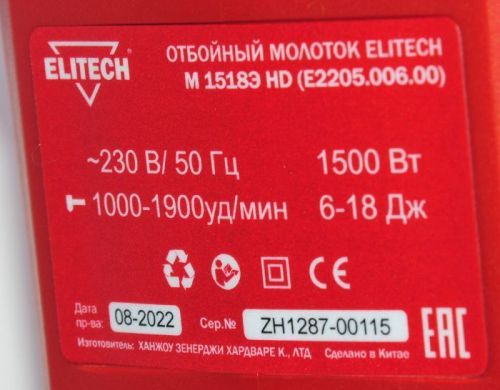 ELITECH
ОТБОЙНЫЙ МОЛОТОК ELITECH
М 1518Э HD (E2205.006.00)
~230 В/ 50 Гц 1500 Вт
1000-1900уд/мин 6-18 Дж
CE
Дата
пр-ва: 08-2022 Сер.№ ZH1287-00115 EAC
Изготовитель: ХАНЖОУ ЗЕНЕРДЖИ ХАРДВАРЕ К., ЛТД Сделано в Китае